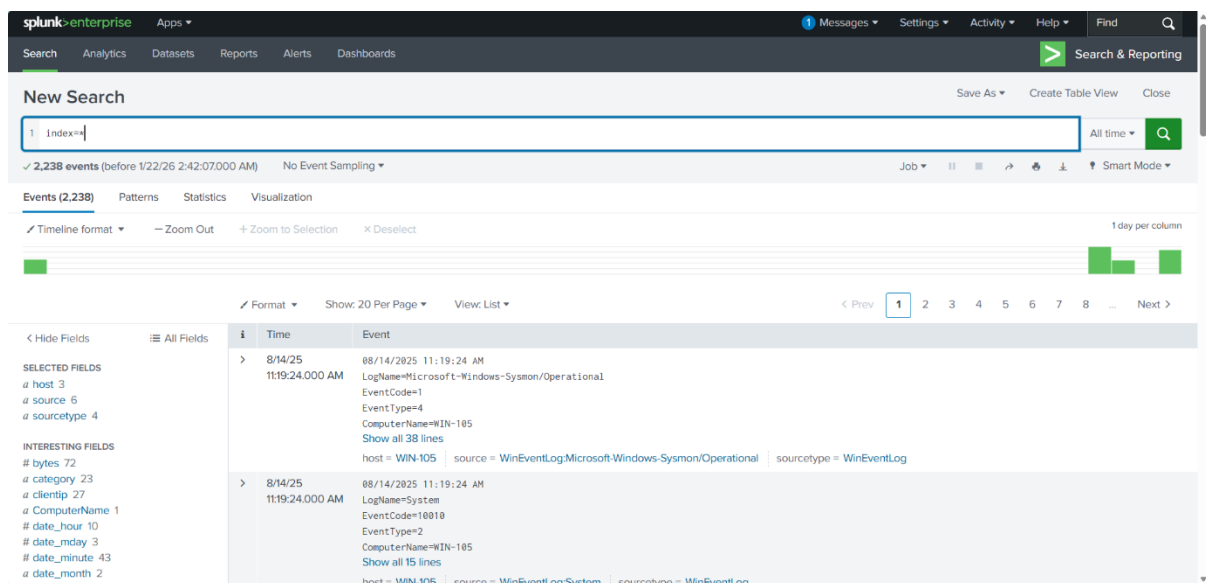 splunk>enterprise Apps ▾ 1 Messages ▾ Settings ▾ Activity ▾ Help ▾ Find
Search Analytics Datasets Reports Alerts Dashboards Search & Reporting
New Search Save As ▾ Create Table View Close
1 index=* All time ▾
✓ 2,238 events (before 1/22/26 2:42:07.000 AM) No Event Sampling ▾ Job ▾ Smart Mode ▾
Events (2,238) Patterns Statistics Visualization
Timeline format ▾ — Zoom Out + Zoom to Selection × Deselect 1 day per column
Format ▾ Show: 20 Per Page ▾ View: List ▾ < Prev 1 2 3 4 5 6 7 8 ... Next >
< Hide Fields All Fields i Time Event
SELECTED FIELDS
a host 3
a source 6
a sourcetype 4
INTERESTING FIELDS
# bytes 72
a category 23
a clientip 27
a ComputerName 1
# date_hour 10
# date_mday 3
# date_minute 43
a date_month 2
> 8/14/25
11:19:24.000 AM
08/14/2025 11:19:24 AM
LogName=Microsoft-Windows-Sysmon/Operational
EventCode=1
EventType=4
ComputerName=WIN-105
Show all 38 lines
host = WIN-105 source = WinEventLog:Microsoft-Windows-Sysmon/Operational sourcetype = WinEventLog
> 8/14/25
11:19:24.000 AM
08/14/2025 11:19:24 AM
LogName=System
EventCode=10010
EventType=2
ComputerName=WIN-105
Show all 15 lines
host = WIN-105 source = WinEventLog:System sourcetype = WinEventLog